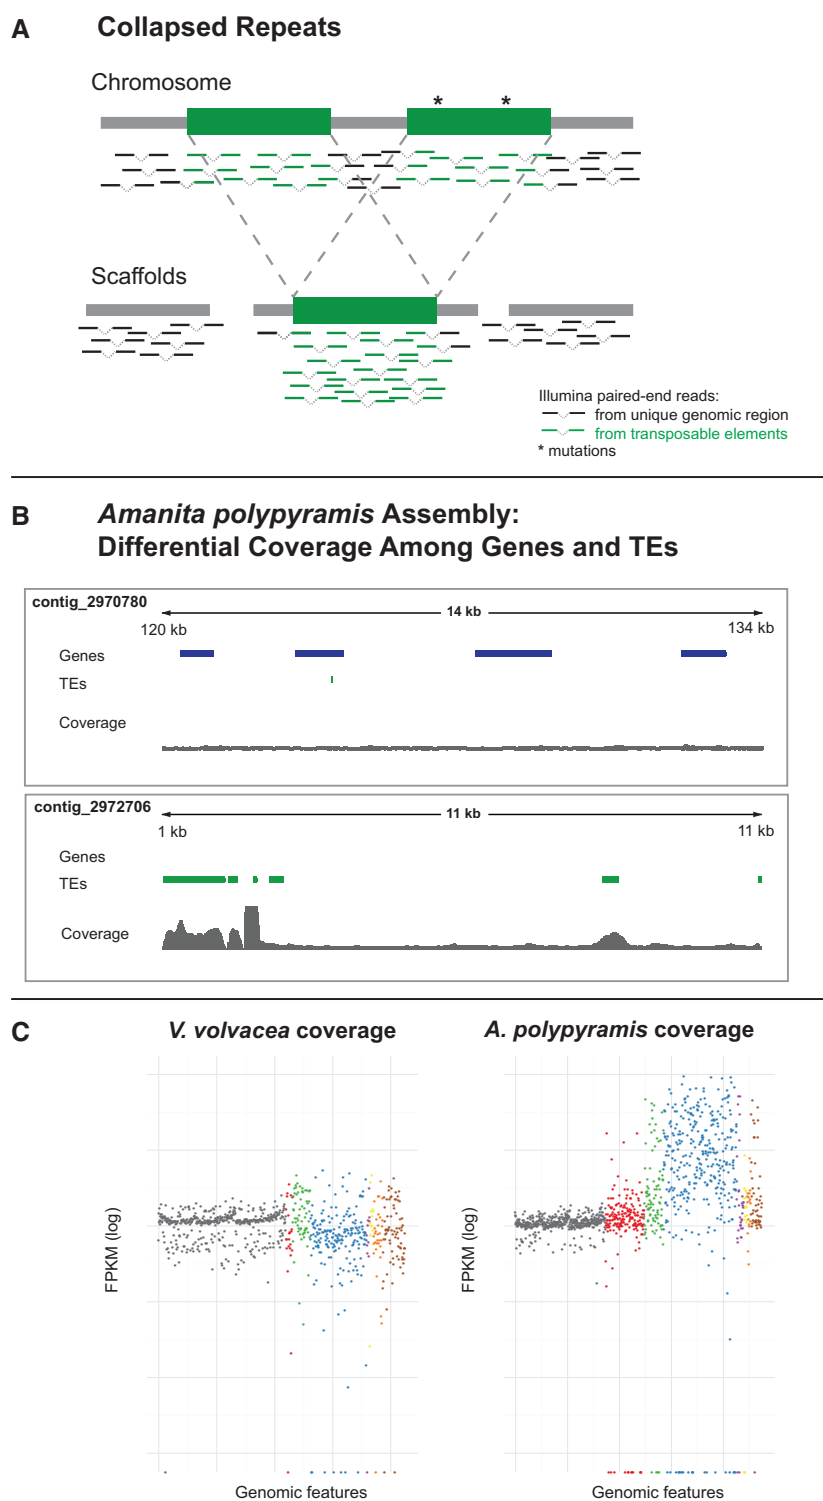 A Collapsed Repeats
Chromosome
* *
Scaffolds
Illumina paired-end reads:
from unique genomic region
from transposable elements
* mutations
B Amanita polypyramis Assembly:
Differential Coverage Among Genes and TEs
contig_2970780
14 kb
120 kb 134 kb
Genes
TEs
Coverage
contig_2972706
11 kb
1 kb 11 kb
Genes
TEs
Coverage
C V. volvacea coverage A. polypyramis coverage
FPKM (log) FPKM (log)
Genomic features Genomic features